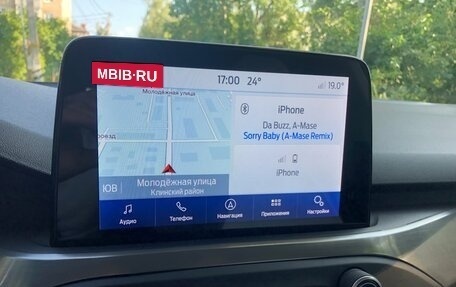 MBIB·RU
Молодёжная улица
17:00 24°
19.0°
роезд
iPhone
Da Buzz, A-Mase
Sorry Baby (A-Mase Remix)
iPhone
ЮВ
Молодёжная улица
Клинский район
Аудио
Телефон
Навигация
Приложения
Настройки